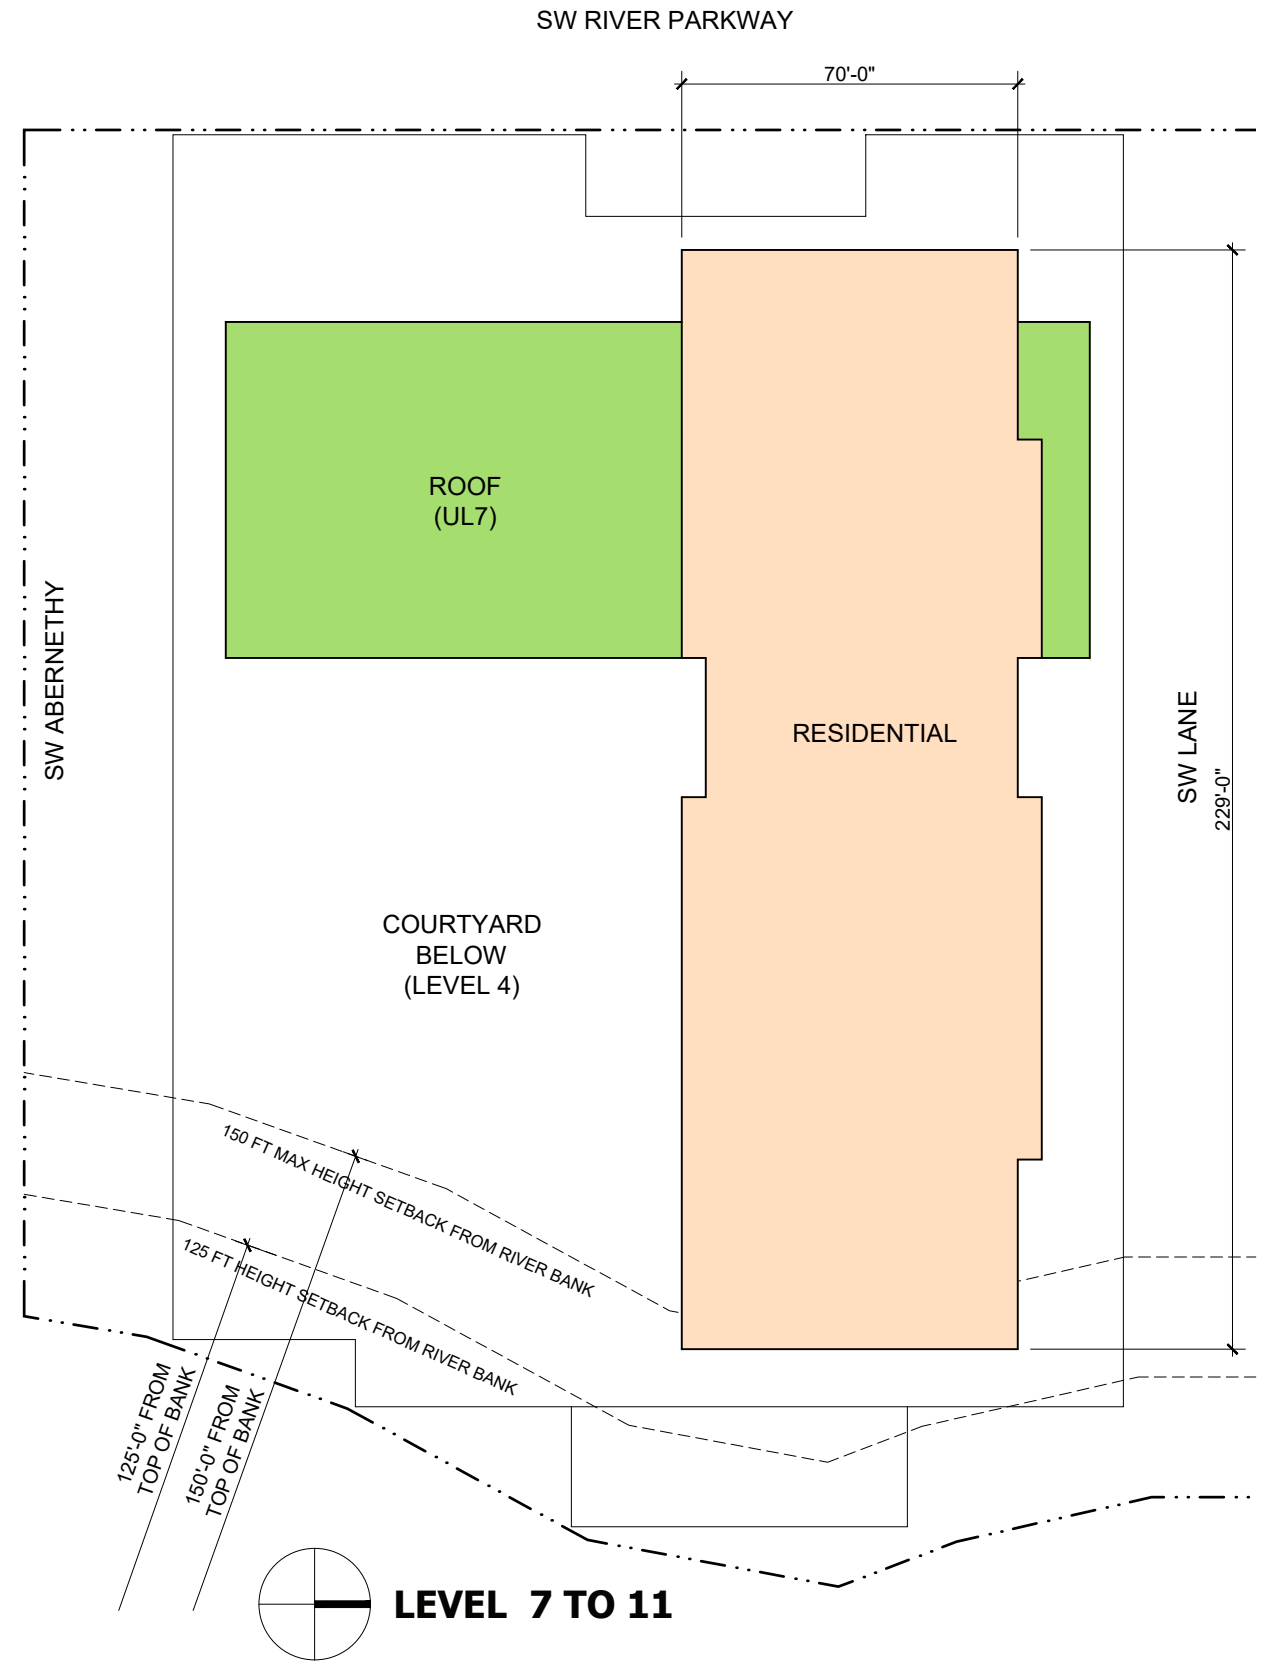 SW RIVER PARKWAY
70'-0"
ROOF
(UL7)
SW ABERNETHY
RESIDENTIAL
SW LANE
229'-0"
COURTYARD
BELOW
(LEVEL 4)
150 FT MAX HEIGHT SETBACK FROM RIVER BANK
125 FT HEIGHT SETBACK FROM RIVER BANK
125'-0" FROM
TOP OF BANK
150'-0" FROM
TOP OF BANK
LEVEL 7 TO 11